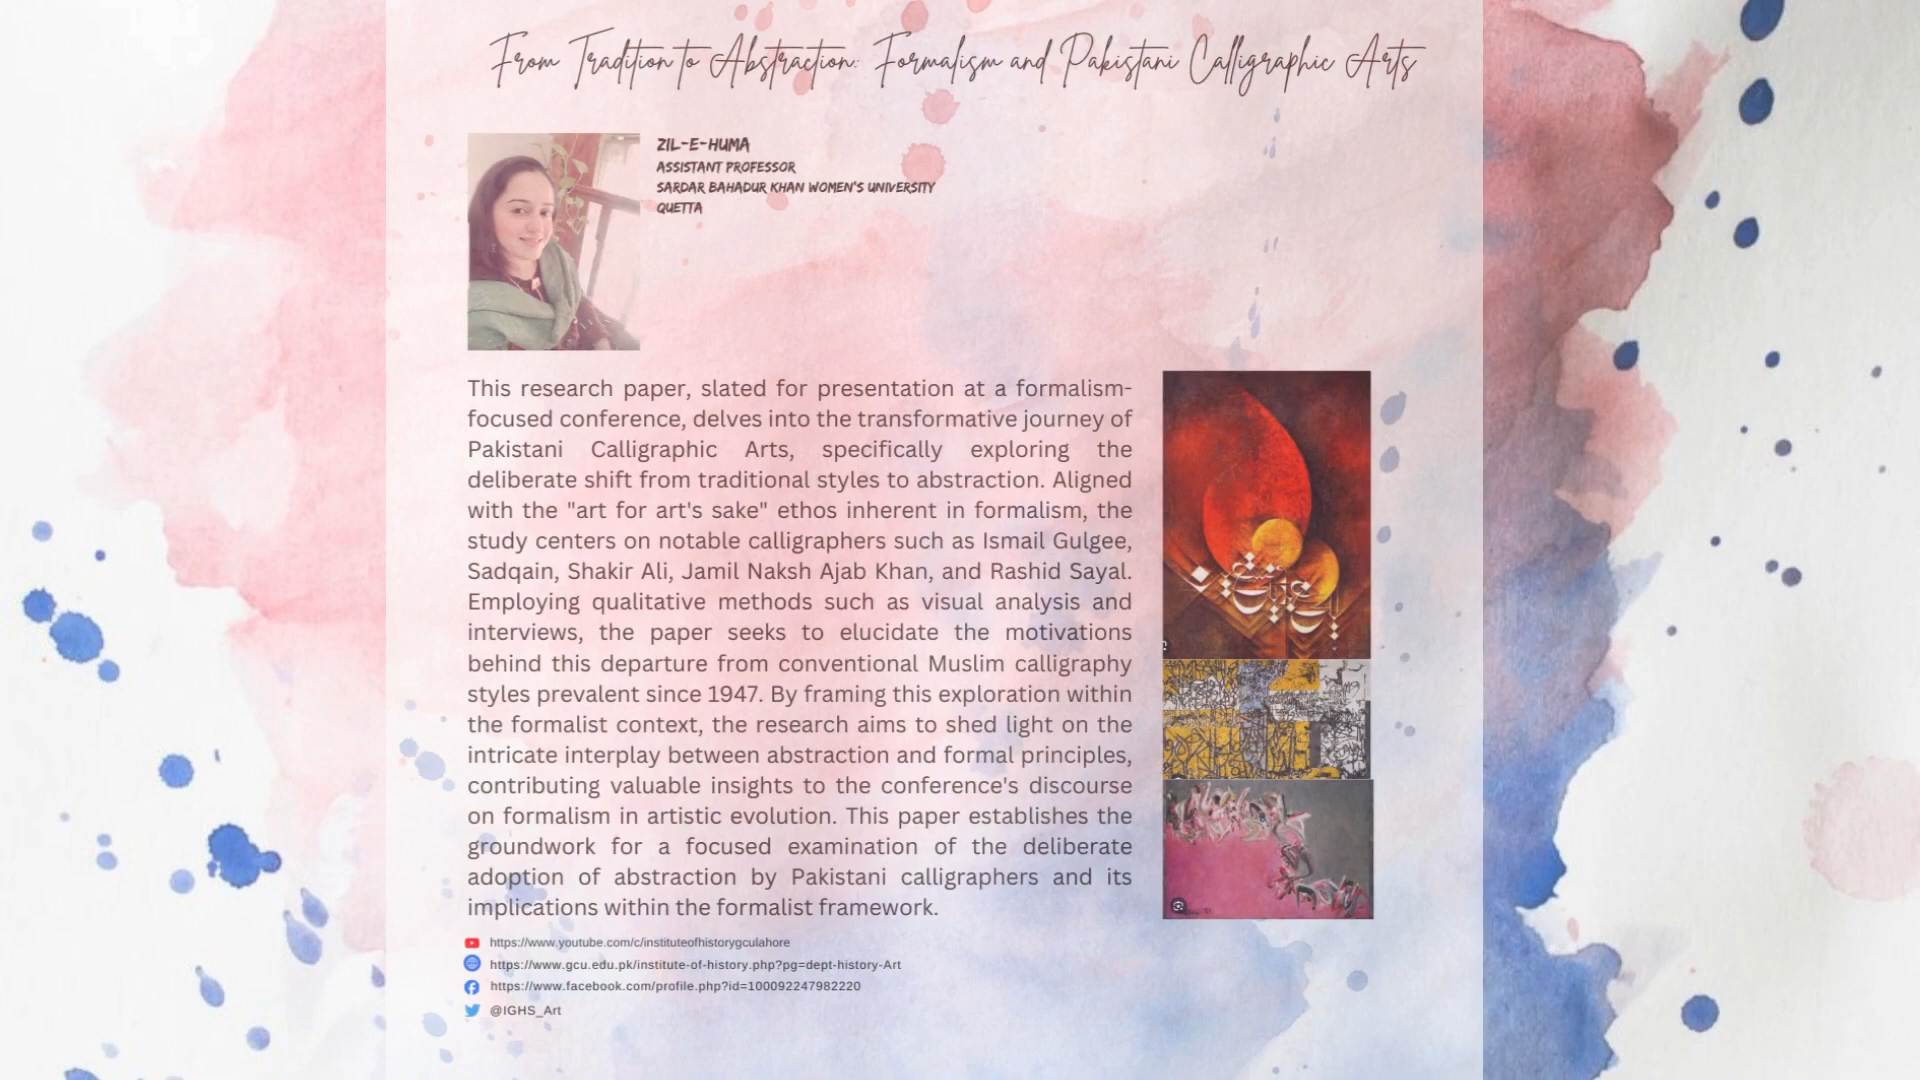 From Tradition to Abstraction: Formalism and Pakistani Calligraphic Arts
ZIL-E-HUMA
ASSISTANT PROFESSOR
SARDAR BAHADUR KHAN WOMEN'S UNIVERSITY
QUETTA
This research paper, slated for presentation at a formalism-
focused conference, delves into the transformative journey of
Pakistani Calligraphic Arts, specifically exploring the
deliberate shift from traditional styles to abstraction. Aligned
with the "art for art's sake" ethos inherent in formalism, the
study centers on notable calligraphers such as Ismail Gulgee,
Sadqain, Shakir Ali, Jamil Naksh Ajab Khan, and Rashid Sayal.
Employing qualitative methods such as visual analysis and
interviews, the paper seeks to elucidate the motivations
behind this departure from conventional Muslim calligraphy
styles prevalent since 1947. By framing this exploration within
the formalist context, the research aims to shed light on the
intricate interplay between abstraction and formal principles,
contributing valuable insights to the conference's discourse
on formalism in artistic evolution. This paper establishes the
groundwork for a focused examination of the deliberate
adoption of abstraction by Pakistani calligraphers and its
implications within the formalist framework.
https://www.youtube.com/c/instituteofhistorygculahore
https://www.gcu.edu.pk/institute-of-history.php?pg=dept-history-Art
https://www.facebook.com/profile.php?id=100092247982220
@IGHS_Art